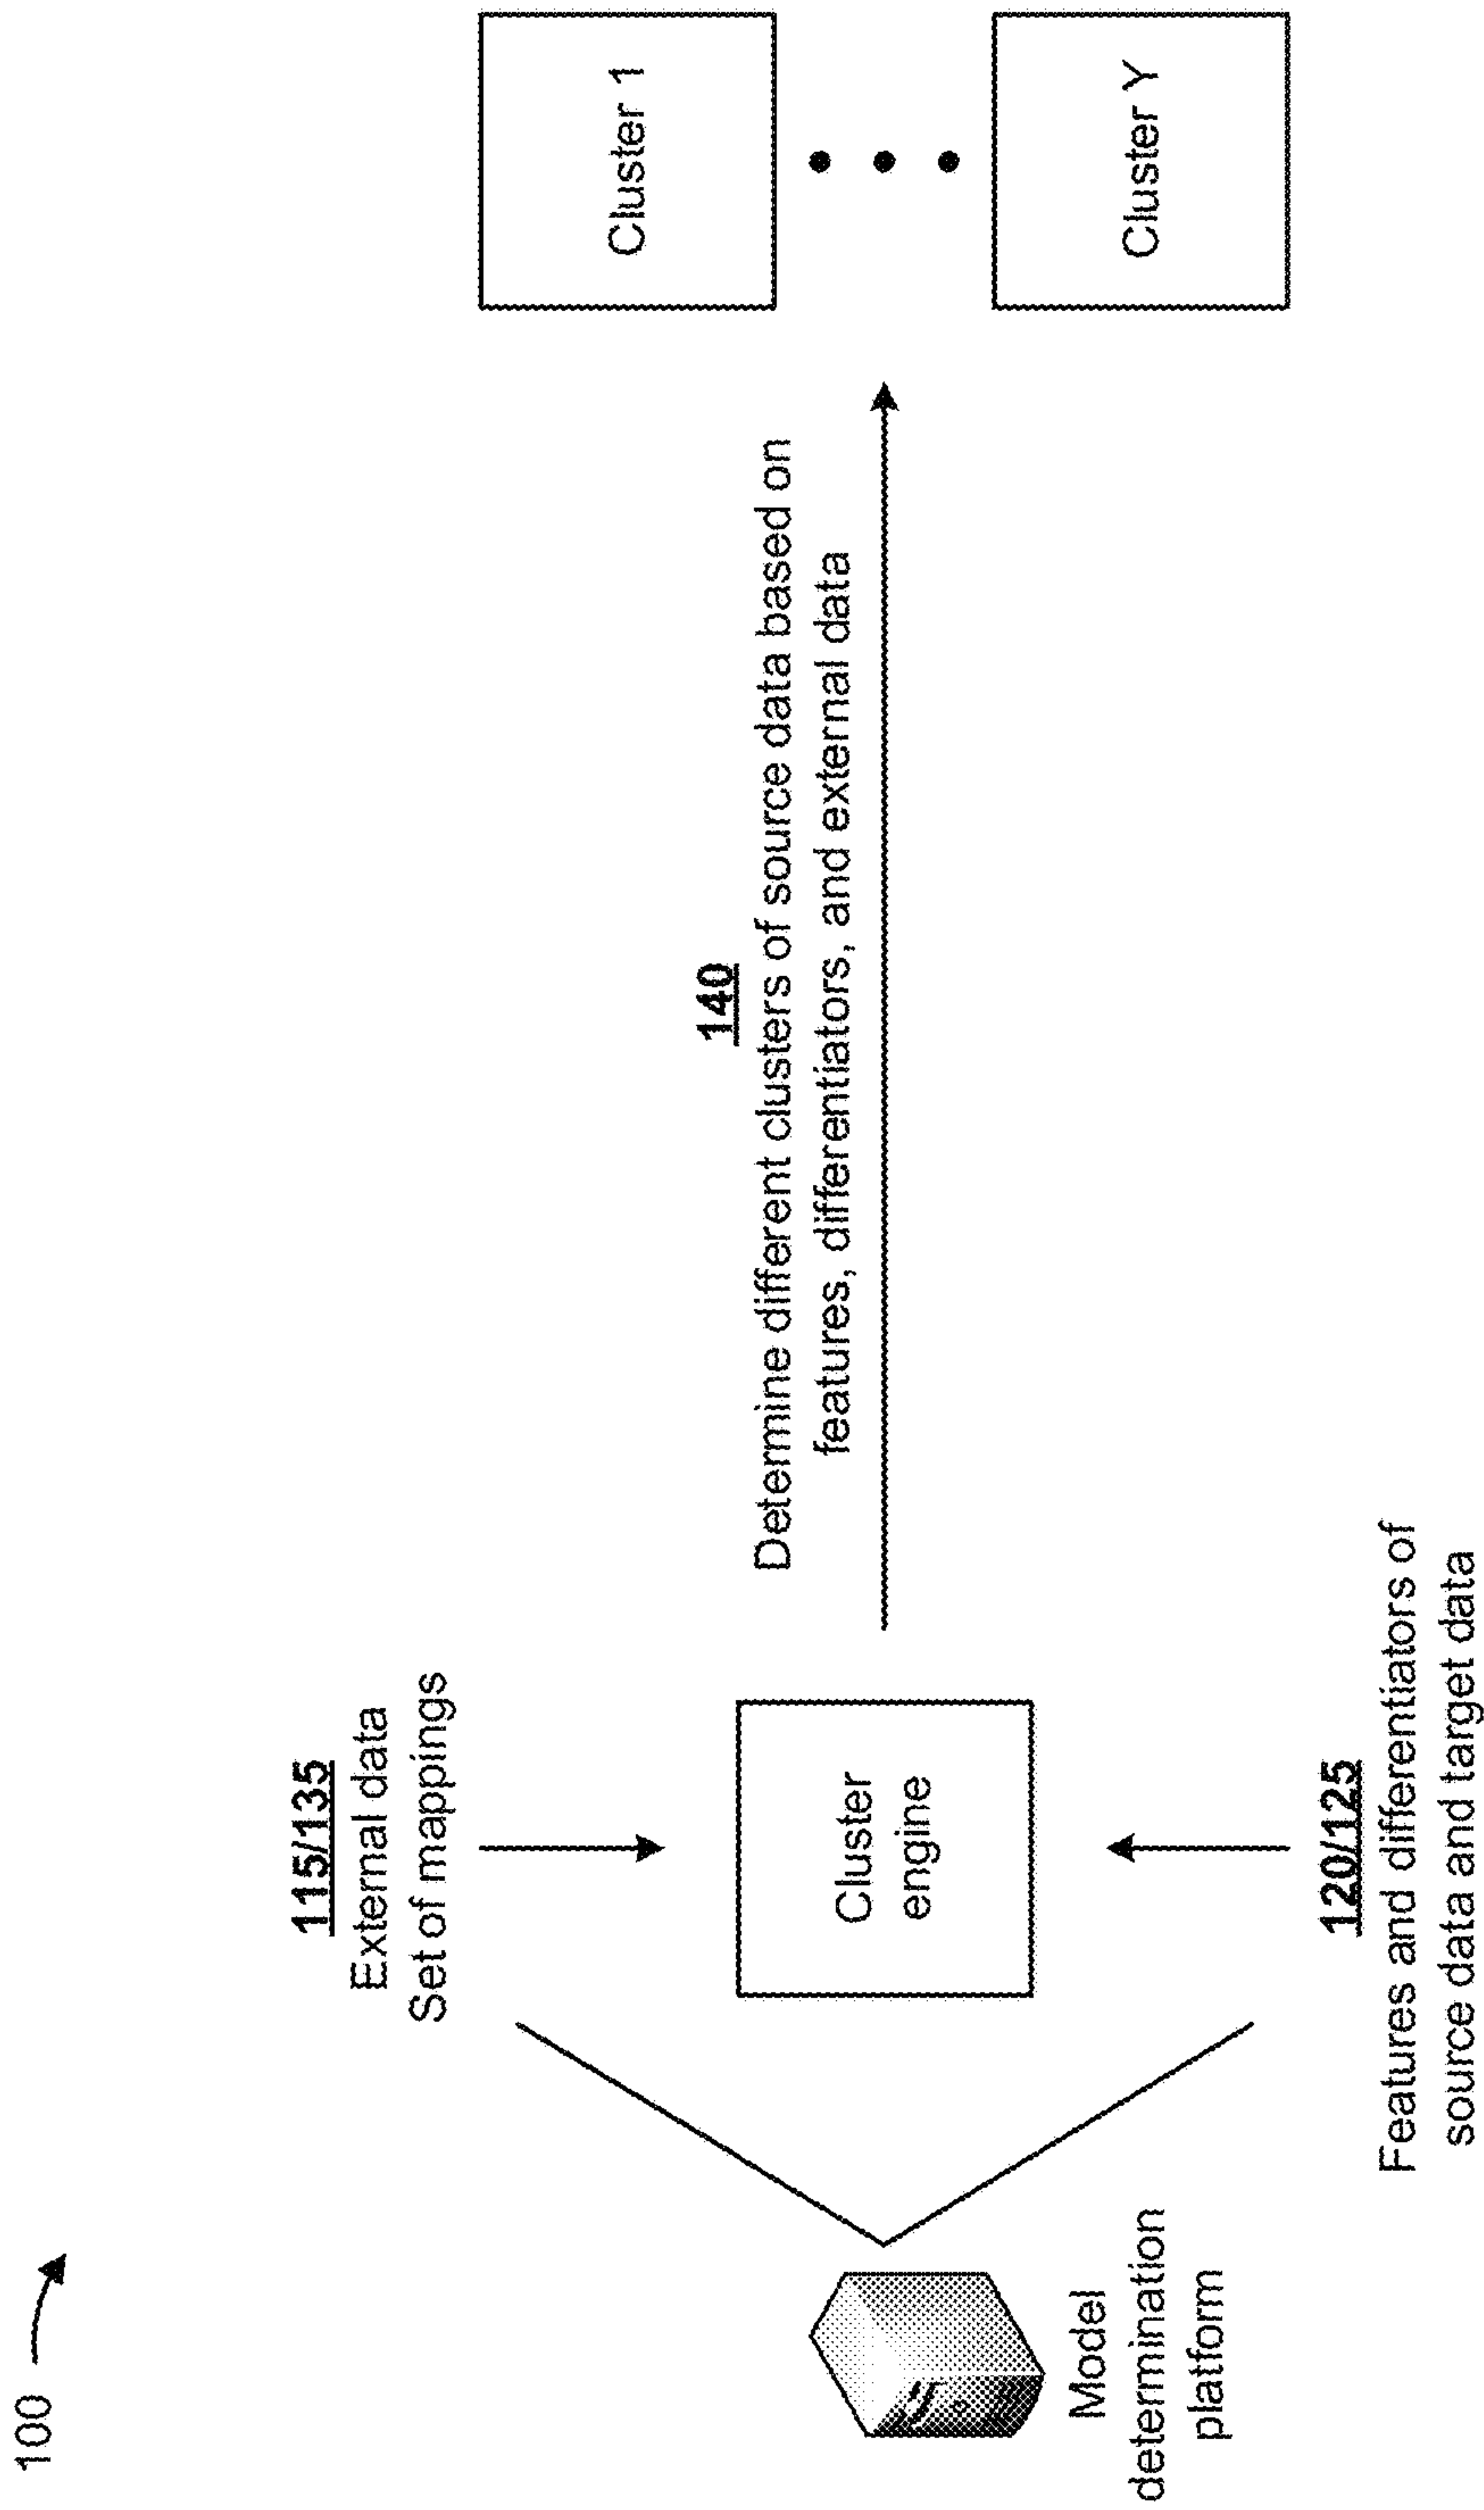 100
115/135
External data
Set of mappings
Model
determination
platform
Cluster
engine
140
Determine different clusters of source data based on
features, differentiators, and external data
Cluster 1
Cluster Y
120/125
Features and differentiators of
source data and target data